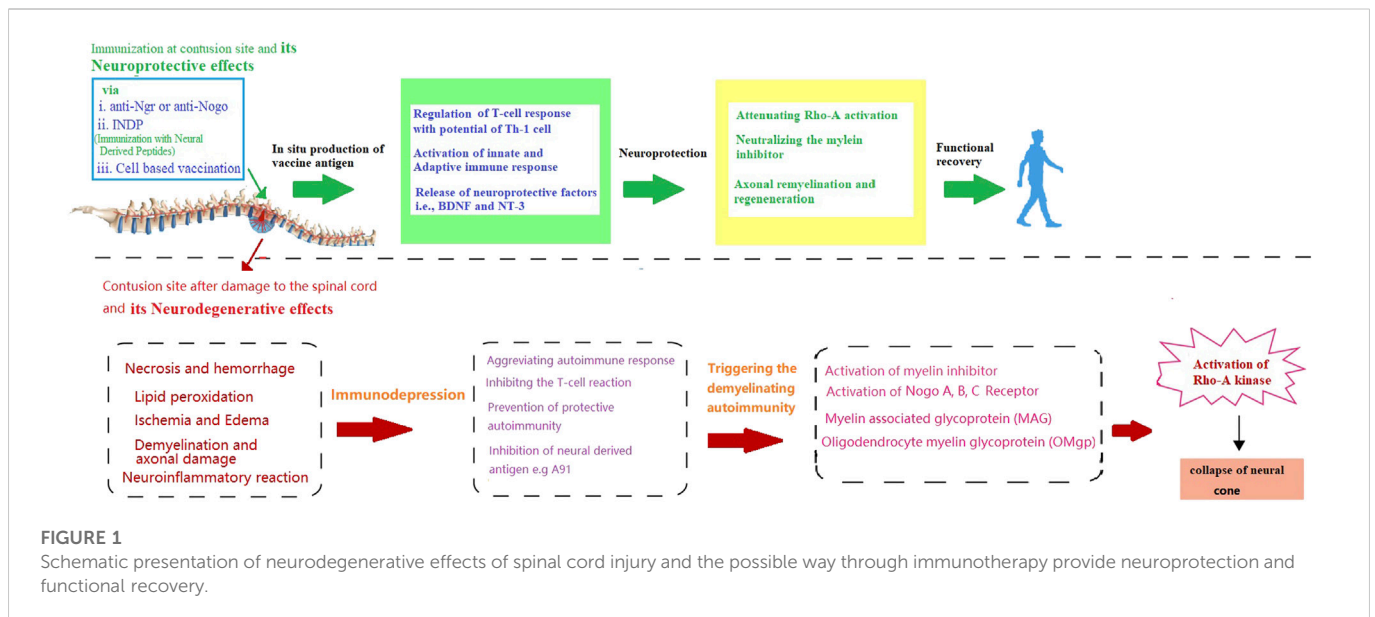 Immunization at contusion site and its
Neuroprotective effects
via
i. anti-Ngr or anti-Nogo
ii. INDP
(Immunization with Neural
Derived Peptides)
iii. Cell based vaccination
In situ production of
vaccine antigen
Regulation of T-cell response
with potential of Th-1 cell
Activation of innate and
Adaptive immune response
Release of neuroprotective factors
i.e., BDNF and NT-3
Neuroprotection
Attenuating Rho-A activation
Neutralizing the mylein
inhibitor
Axonal remyelination and
regeneneration
Functional
recovery
Contusion site after damage to the spinal cord
and its Neurodegenerative effects
Necrosis and hemorrhage
Lipid peroxidation
Ischemia and Edema
Demyelination and
axonal damage
Neuroinflammatory reaction
Immunodepression
Aggreviating autoimmune response
Inhibitng the T-cell reaction
Prevention of protective
autoimmunity
Inhibition of neural derived
antigen e.g A91
Triggering the
demyelinating
autoimmunity
Activation of myelin inhibitor
Activation of Nogo A, B, C Receptor
Myelin associated glycoprotein (MAG)
Oligodendrocyte myelin glycoprotein (OMgp)
Activation of
Rho-A kinase
collapse of neural
cone
FIGURE 1
Schematic presentation of neurodegenerative effects of spinal cord injury and the possible way through immunotherapy provide neuroprotection and
functional recovery.